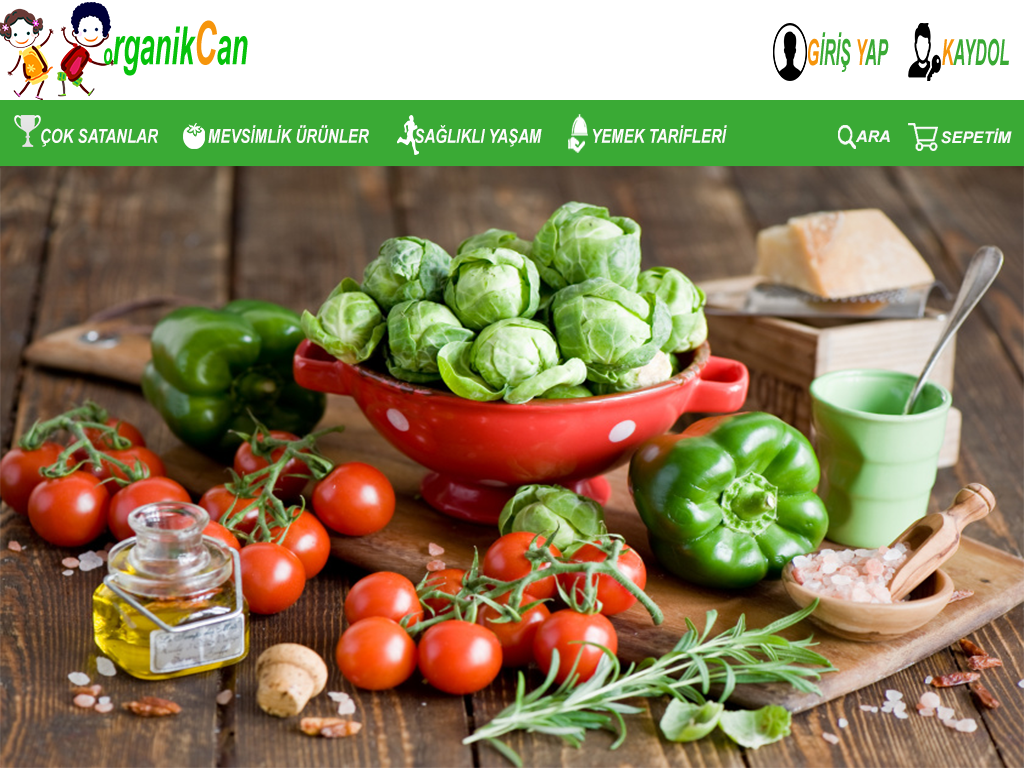 organikCan
GİRİŞ YAP
KAYDOL
ÇOK SATANLAR
MEVSİMLİK ÜRÜNLER
SAĞLIKLI YAŞAM
YEMEK TARİFLERİ
ARA
SEPETİM